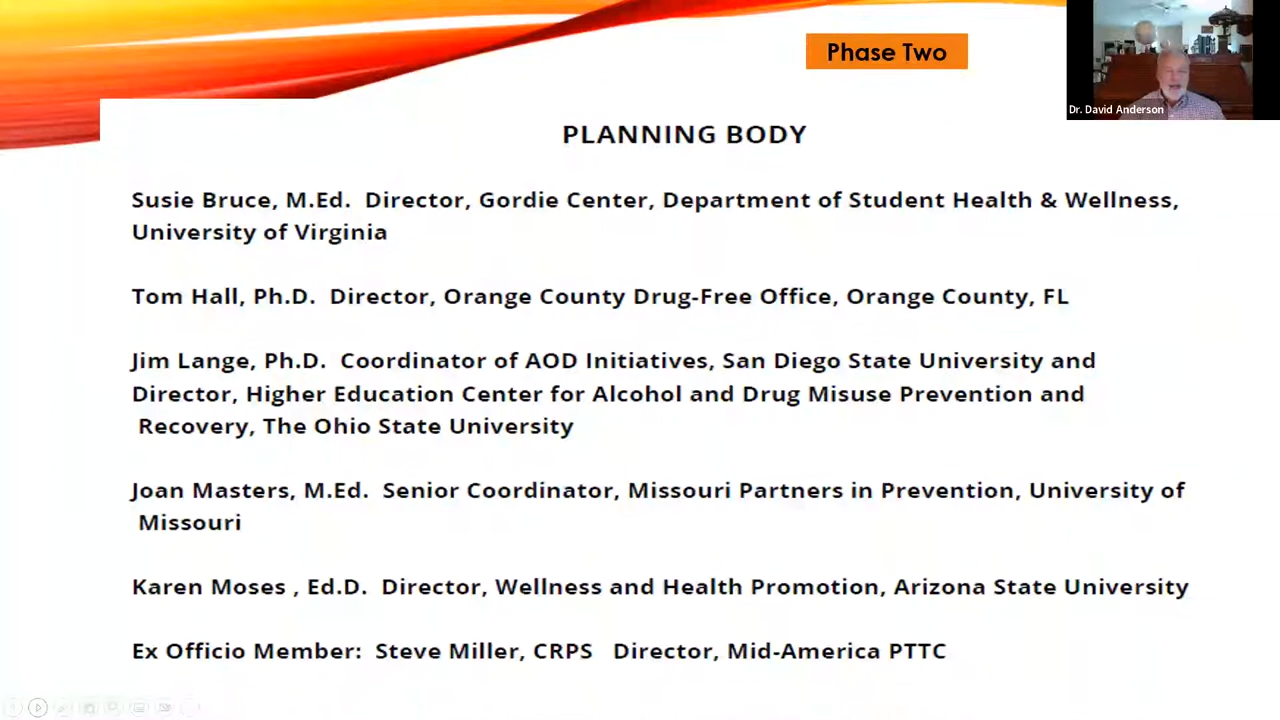 Phase Two
Dr. David Anderson
PLANNING BODY
Susie Bruce, M.Ed. Director, Gordie Center, Department of Student Health & Wellness,
University of Virginia
Tom Hall, Ph.D. Director, Orange County Drug-Free Office, Orange County, FL
Jim Lange, Ph.D. Coordinator of AOD Initiatives, San Diego State University and
Director, Higher Education Center for Alcohol and Drug Misuse Prevention and
Recovery, The Ohio State University
Joan Masters, M.Ed. Senior Coordinator, Missouri Partners in Prevention, University of
Missouri
Karen Moses , Ed.D. Director, Wellness and Health Promotion, Arizona State University
Ex Officio Member: Steve Miller, CRPS Director, Mid-America PTTC